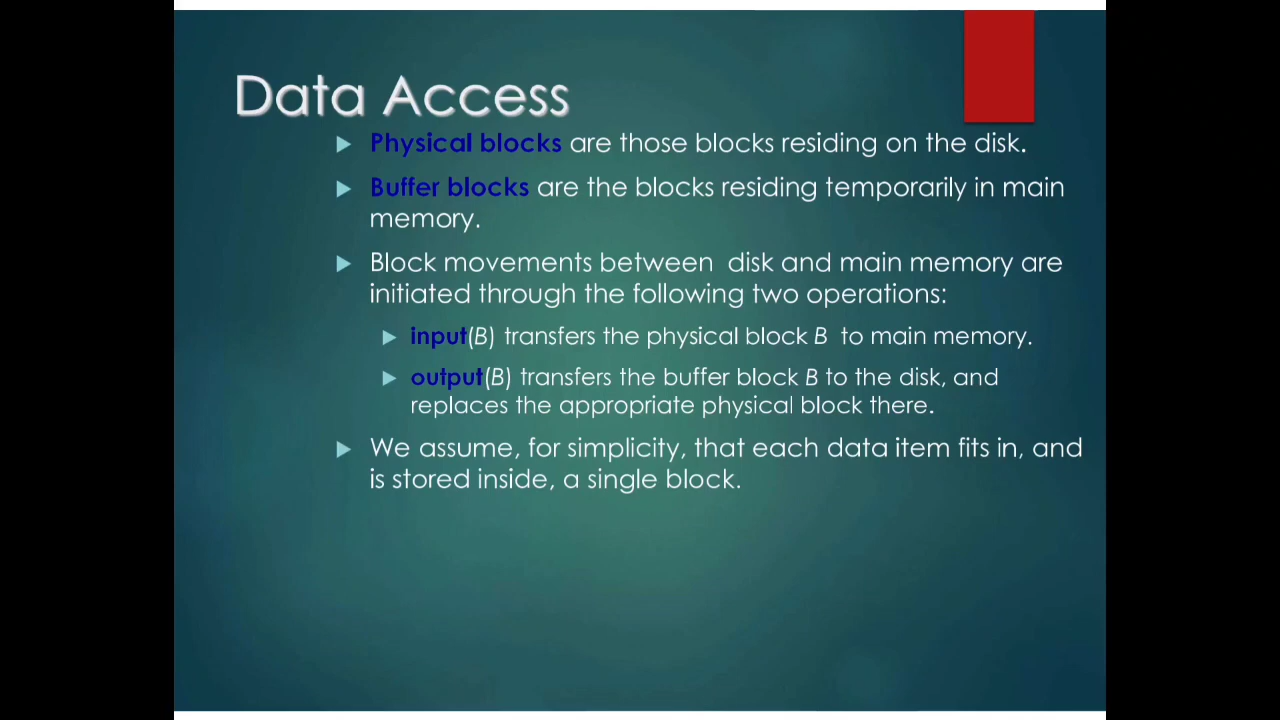 Data Access
Physical blocks are those blocks residing on the disk.
Buffer blocks are the blocks residing temporarily in main
memory.
Block movements between disk and main memory are
initiated through the following two operations:
input(B) transfers the physical block B to main memory.
output(B) transfers the buffer block B to the disk, and
replaces the appropriate physical block there.
We assume, for simplicity, that each data item fits in, and
is stored inside, a single block.